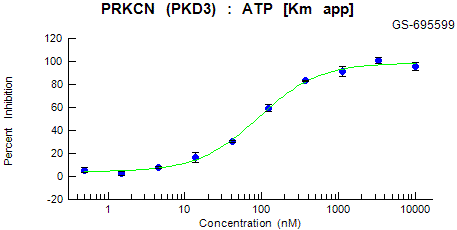 PRKCN (PKD3) : ATP [Km app]
GS-695599
120
100
80
60
40
20
0
-20
Percent Inhibition
1 10 100 1000 10000
Concentration (nM)